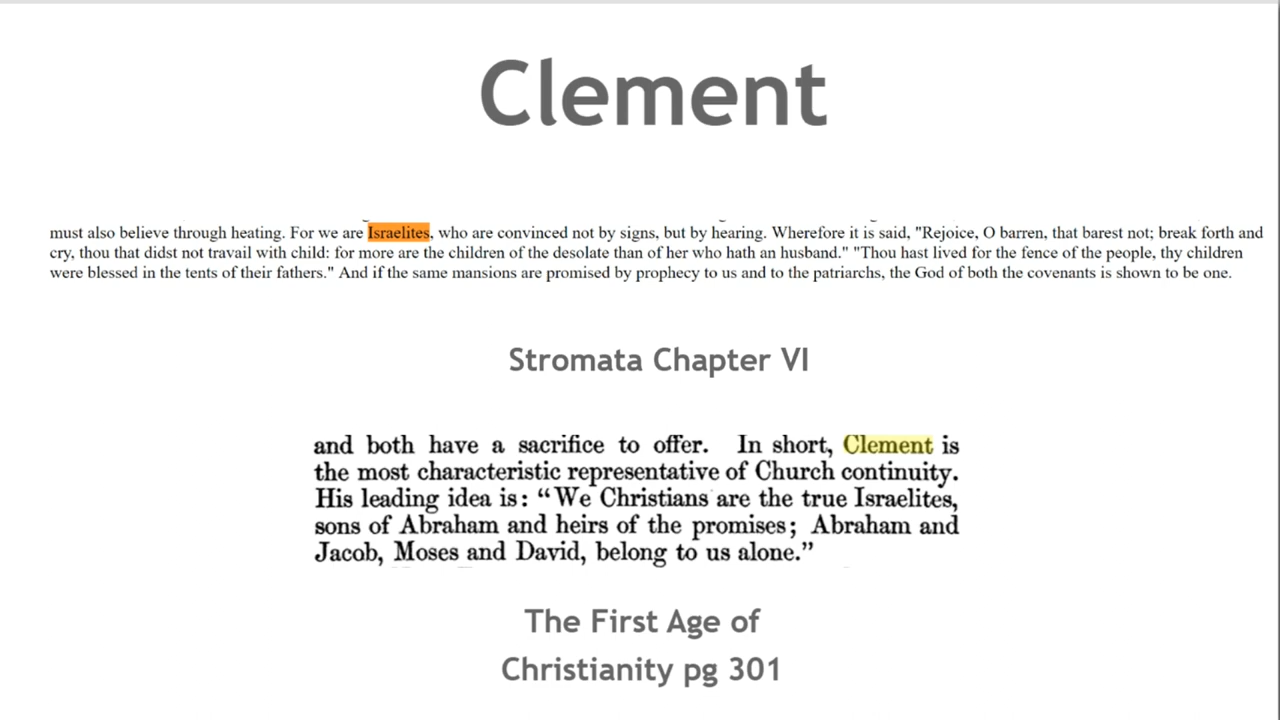 Clement
must also believe through heating. For we are Israelites, who are convinced not by signs, but by hearing. Wherefore it is said, "Rejoice, O barren, that barest not; break forth and
cry, thou that didst not travail with child: for more are the children of the desolate than of her who hath an husband." "Thou hast lived for the fence of the people, thy children
were blessed in the tents of their fathers." And if the same mansions are promised by prophecy to us and to the patriarchs, the God of both the covenants is shown to be one.
Stromata Chapter VI
and both have a sacrifice to offer. In short, Clement is
the most characteristic representative of Church continuity.
His leading idea is: “We Christians are the true Israelites,
sons of Abraham and heirs of the promises; Abraham and
Jacob, Moses and David, belong to us alone.”
The First Age of
Christianity pg 301